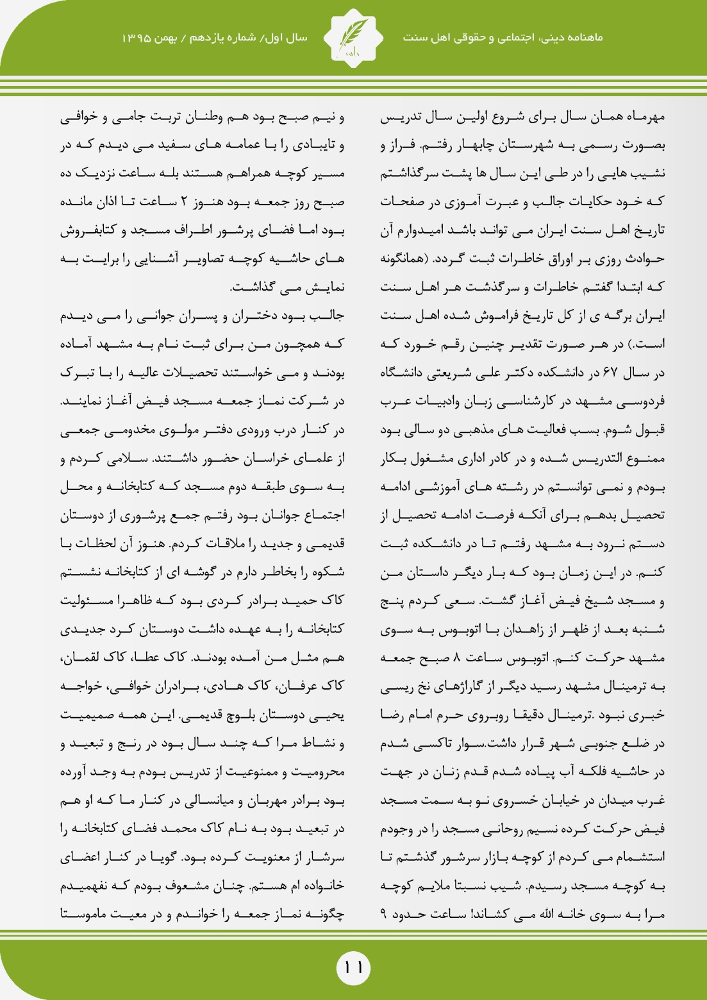 ماهنامه دینی، اجتماعی و حقوقی اهل سنت
سال اول/ شماره یازدهم / بهمن ۱۳۹۵
مهرماه همان سال برای شروع اولین سال تدریس
بصورت رسمی به شهرستان چابهار رفتم. فراز و
نشیب هایی را در طی این سال ها پشت سرگذاشتم
که خود حکایات جالب و عبرت آموزی در صفحات
تاریخ اهل سنت ایران می تواند باشد امیدوارم آن
حوادث روزی بر اوراق خاطرات ثبت گردد. (همانگونه
که ابتدا گفتم خاطرات و سرگذشت هر اهل سنت
ایران برگه ی از کل تاریخ فراموش شده اهل سنت
است.) در هر صورت تقدیر چنین رقم خورد که
در سال ۶۷ در دانشکده دکتر علی شریعتی دانشگاه
فردوسی مشهد در کارشناسی زبان وادبیات عرب
قبول شوم. بسب فعالیت های مذهبی دو سالی بود
ممنوع التدریس شده و در کادر اداری مشغول بکار
بودم و نمی توانستم در رشته های آموزشی ادامه
تحصیل بدهم برای آنکه فرصت ادامه تحصیل از
دستم نرود به مشهد رفتم تا در دانشکده ثبت
کنم. در این زمان بود که بار دیگر داستان من
و مسجد شیخ فیض آغاز گشت. سعی کردم پنج
شنبه بعد از ظهر از زاهدان با اتوبوس به سوی
مشهد حرکت کنم. اتوبوس ساعت ۸ صبح جمعه
به ترمینال مشهد رسید دیگر از گاراژهای نخ ریسی
خبری نبود .ترمینال دقیقا روبروی حرم امام رضا
در ضلع جنوبی شهر قرار داشت.سوار تاکسی شدم
در حاشیه فلکه آب پیاده شدم قدم زنان در جهت
غرب میدان در خیابان خسروی نو به سمت مسجد
فیض حرکت کرده نسیم روحانی مسجد را در وجودم
استشمام می کردم از کوچه بازار سرشور گذشتم تا
به کوچه مسجد رسیدم. شیب نسبتا ملایم کوچه
مرا به سوی خانه الله می کشاند! ساعت حدود ۹
و نیم صبح بود هم وطنان تربت جامی و خوافی
و تایبادی را با عمامه های سفید می دیدم که در
مسیر کوچه همراهم هستند بله ساعت نزدیک ده
صبح روز جمعه بود هنوز ۲ ساعت تا اذان مانده
بود اما فضای پرشور اطراف مسجد و کتابفروش
های حاشیه کوچه تصاویر آشنایی را برایت به
نمایش می گذاشت.
جالب بود دختران و پسران جوانی را می دیدم
که همچون من برای ثبت نام به مشهد آماده
بودند و می خواستند تحصیلات عالیه را با تبرک
در شرکت نماز جمعه مسجد فیض آغاز نمایند.
در کنار درب ورودی دفتر مولوی مخدومی جمعی
از علمای خراسان حضور داشتند. سلامی کردم و
به سوی طبقه دوم مسجد که کتابخانه و محل
اجتماع جوانان بود رفتم جمع پرشوری از دوستان
قدیمی و جدید را ملاقات کردم. هنوز آن لحظات با
شکوه را بخاطر دارم در گوشه ای از کتابخانه نشستم
کاک حمید برادر کردی بود که ظاهرا مسئولیت
کتابخانه را به عهده داشت دوستان کرد جدیدی
هم مثل من آمده بودند. کاک عطا، کاک لقمان،
کاک عرفان، کاک هادی، برادران خوافی، خواجه
یحیی دوستان بلوچ قدیمی. این همه صمیمیت
و نشاط مرا که چند سال بود در رنج و تبعید و
محرومیت و ممنوعیت از تدریس بودم به وجد آورده
بود برادر مهربان و میانسالی در کنار ما که او هم
در تبعید بود به نام کاک محمد فضای کتابخانه را
سرشار از معنویت کرده بود. گویا در کنار اعضای
خانواده ام هستم. چنان مشعوف بودم که نفهمیدم
چگونه نماز جمعه را خواندم و در معیت ماموستا
۱۱